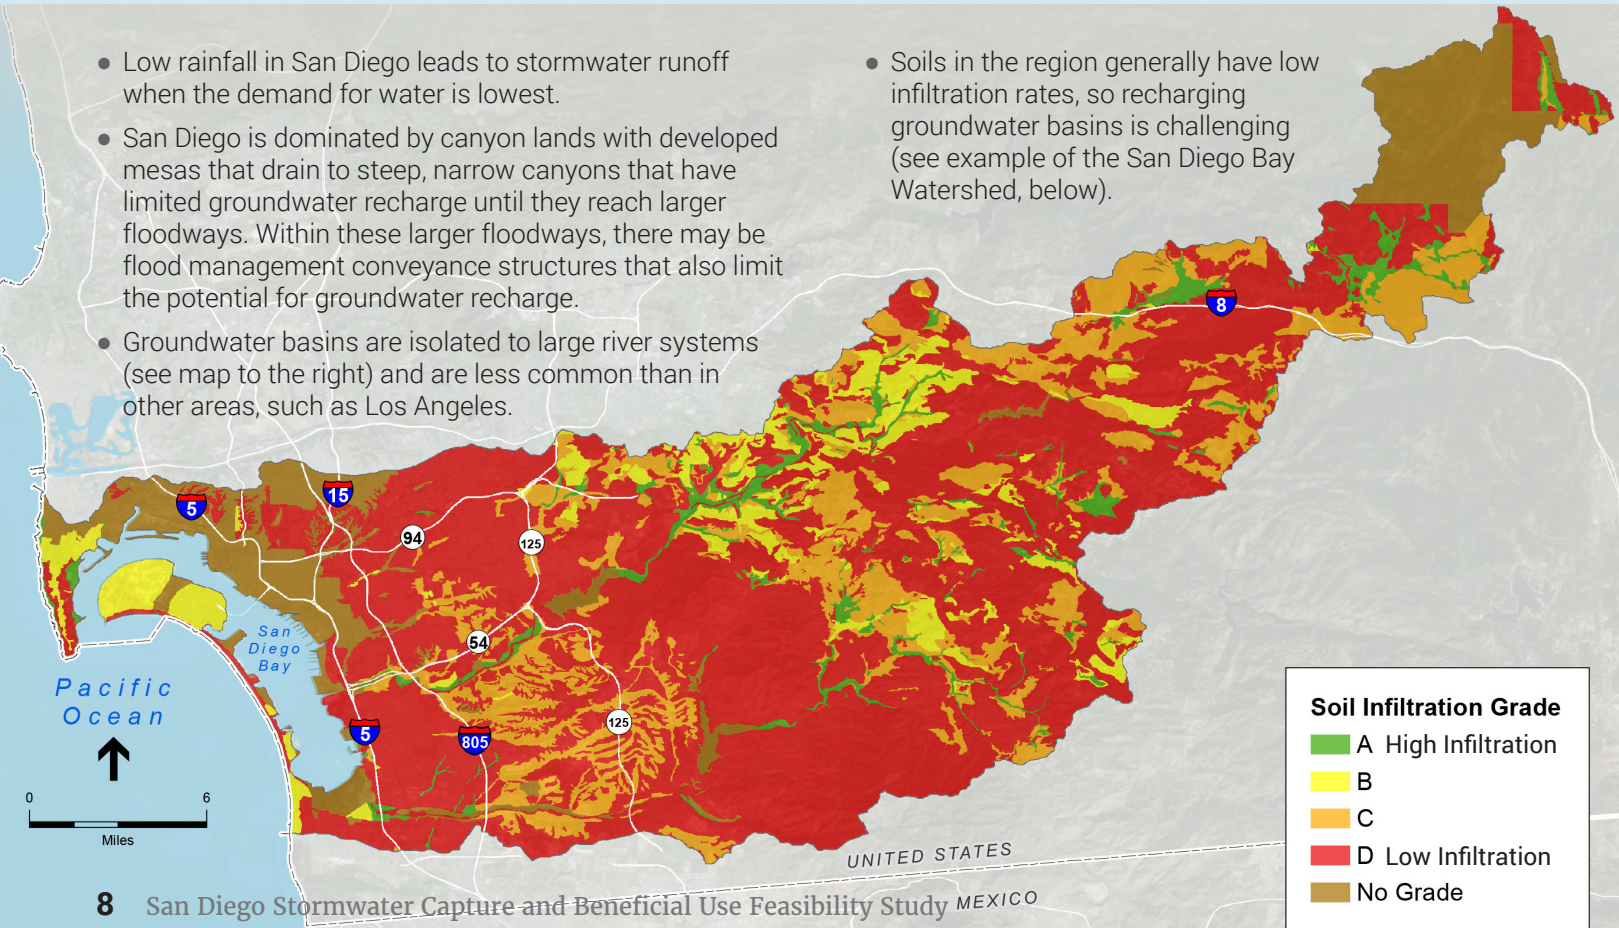 ● Low rainfall in San Diego leads to stormwater runoff
when the demand for water is lowest.
● San Diego is dominated by canyon lands with developed
mesas that drain to steep, narrow canyons that have
limited groundwater recharge until they reach larger
floodways. Within these larger floodways, there may be
flood management conveyance structures that also limit
the potential for groundwater recharge.
● Groundwater basins are isolated to large river systems
(see map to the right) and are less common than in
other areas, such as Los Angeles.
● Soils in the region generally have low
infiltration rates, so recharging
groundwater basins is challenging
(see example of the San Diego Bay
Watershed, below).
8
15
5
94
125
54
San
Diego
Bay
Pacific
Ocean
5
805
125
0 6
Miles
Soil Infiltration Grade
A High Infiltration
B
C
D Low Infiltration
No Grade
UNITED STATES
MEXICO
8 San Diego Stormwater Capture and Beneficial Use Feasibility Study